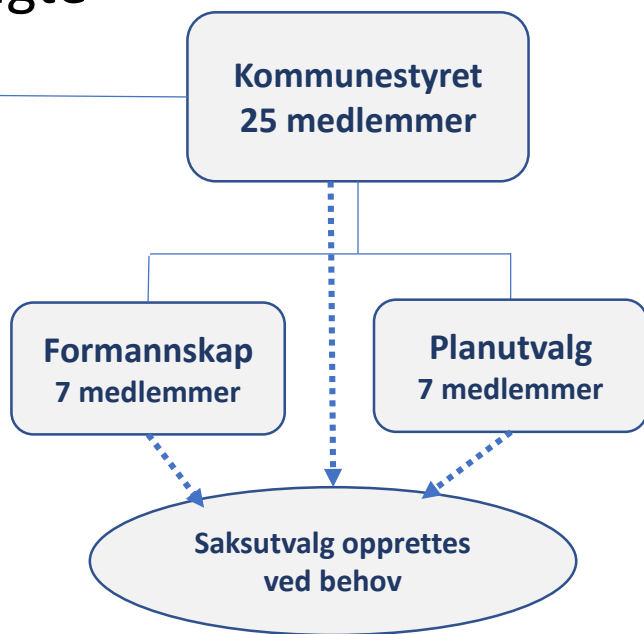 Kommunestyret
25 medlemmer
Formannskap
7 medlemmer
Planutvalg
7 medlemmer
Saksutvalg opprettes
ved behov